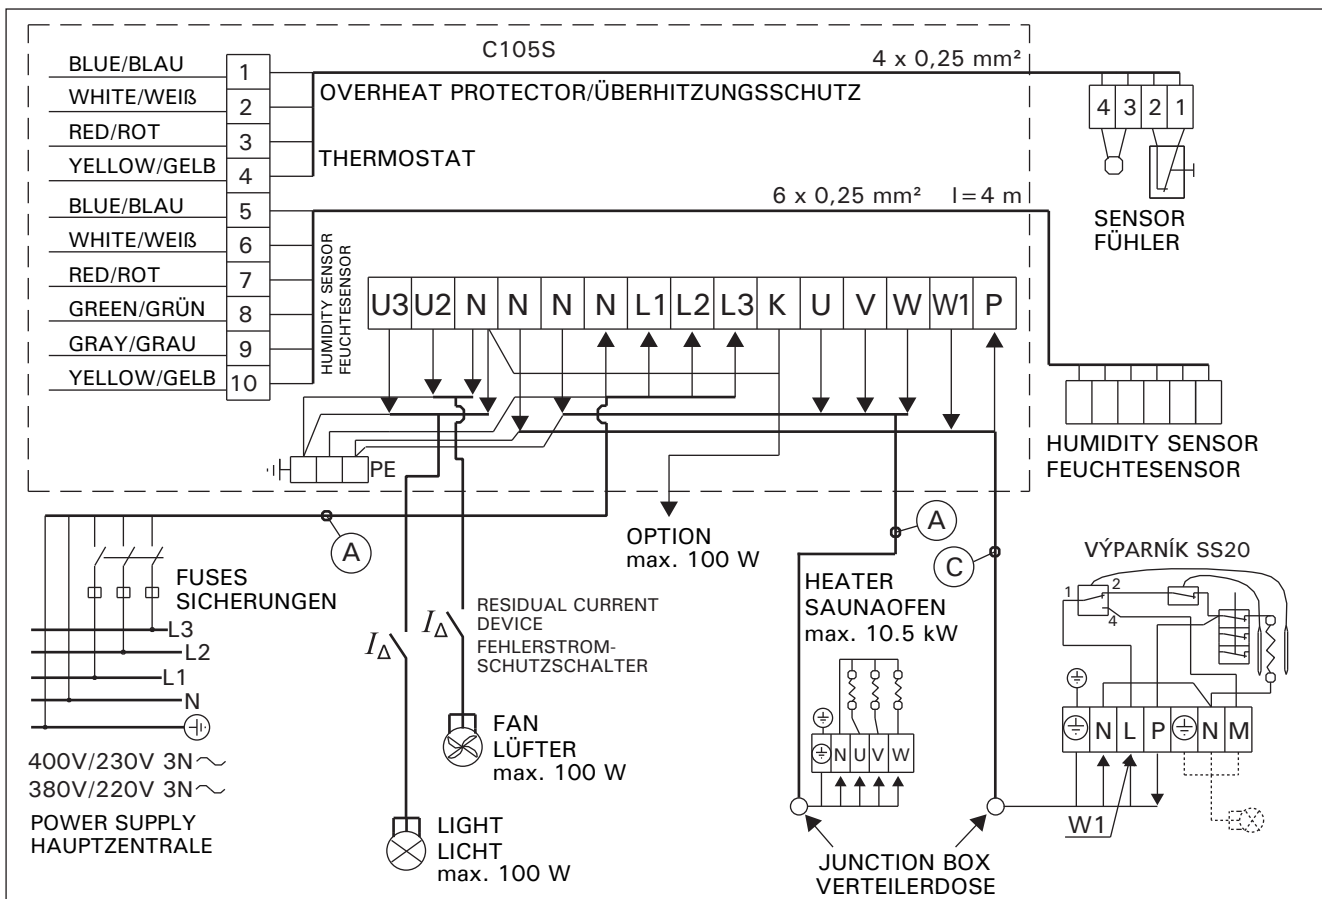 C105S
4 x 0,25 mm²
BLUE/BLAU 1
WHITE/WEIß 2
RED/ROT 3
YELLOW/GELB 4
BLUE/BLAU 5
WHITE/WEIß 6
RED/ROT 7
GREEN/GRÜN 8
GRAY/GRAU 9
YELLOW/GELB 10
OVERHEAT PROTECTOR/ÜBERHITZUNGSSCHUTZ
THERMOSTAT
4 3 2 1
SENSOR
FÜHLER
6 x 0,25 mm² l=4 m
HUMIDITY SENSOR
FEUCHTESENSOR
U3 U2 N N N N L1 L2 L3 K U V W W1 P
HUMIDITY SENSOR
FEUCHTESENSOR
PE
A
FUSES
SICHERUNGEN
L3
L2
L1
N
400V/230V 3N~
380V/220V 3N~
POWER SUPPLY
HAUPTZENTRALE
IΔ
IΔ
RESIDUAL CURRENT
DEVICE
FEHLERSTROM-
SCHUTZSCHALTER
FAN
LÜFTER
max. 100 W
LIGHT
LICHT
max. 100 W
OPTION
max. 100 W
A
C
HEATER
SAUNAOFEN
max. 10.5 kW
N U V W
JUNCTION BOX
VERTEILERDOSE
VÝPARNÍK SS20
1 2
4
N L P N M
W1